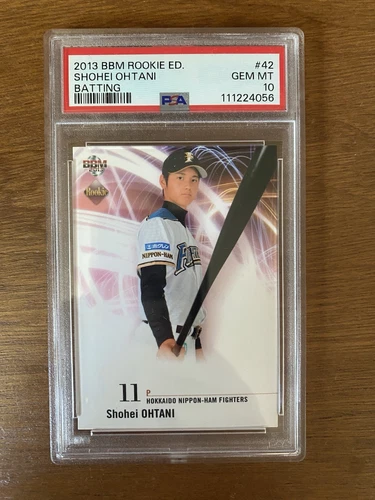 2013 BBM ROOKIE ED. #42
SHOHEI OHTANI GEM MT
BATTING 10
PSA 111224056
BBM
Rookie
NIPPON-HAM
11 P
HOKKAIDO NIPPON-HAM FIGHTERS
Shohei OHTANI